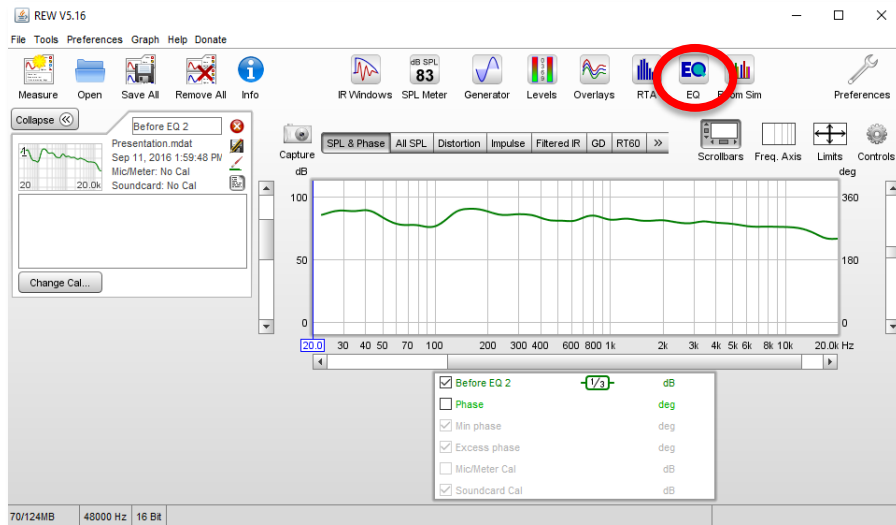 REW V5.16
File Tools Preferences Graph Help Donate
dB SPL
83
EQ
Measure Open Save All Remove All Info IR Windows SPL Meter Generator Levels Overlays RTA EQ Room Sim Preferences
Collapse
Before EQ 2
Presentation.mdat
Sep 11, 2016 1:59:48 PM
Mic/Meter: No Cal
Soundcard: No Cal
1
20 20.0k
Change Cal...
Capture
SPL & Phase All SPL Distortion Impulse Filtered IR GD RT60 »
Scrollbars Freq. Axis Limits Controls
dB deg
100 360
50 180
0 0
20.0 30 40 50 70 100 200 300 400 600 800 1k 2k 3k 4k 5k 6k 8k 10k 20.0k Hz
Before EQ 2 1/3 dB
Phase deg
Min phase deg
Excess phase deg
Mic/Meter Cal dB
Soundcard Cal dB
70/124MB 48000 Hz 16 Bit